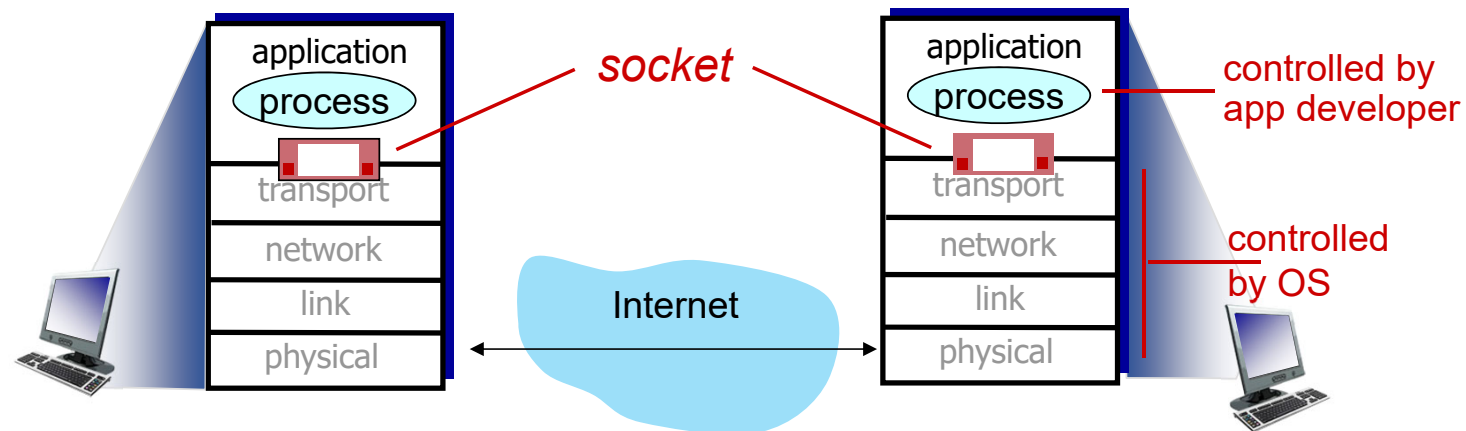 application
process
transport
network
link
physical
socket
Internet
application
process
transport
network
link
physical
controlled by
app developer
controlled
by OS